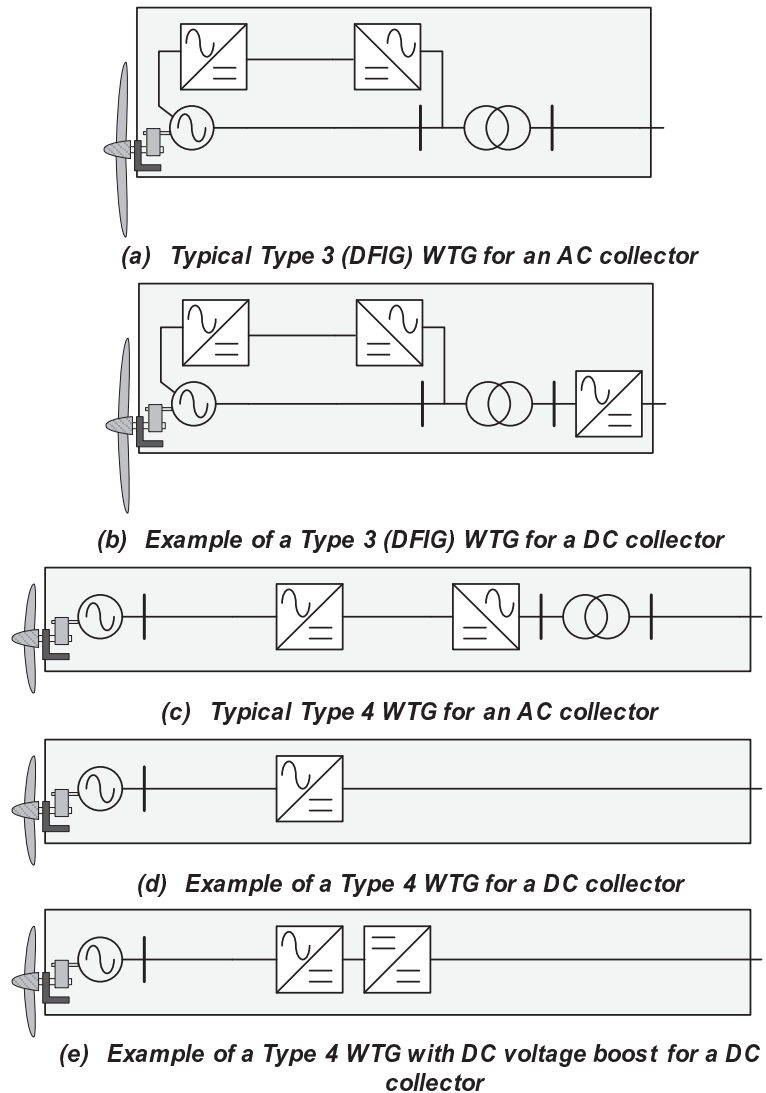 (a) Typical Type 3 (DFIG) WTG for an AC collector
(b) Example of a Type 3 (DFIG) WTG for a DC collector
(c) Typical Type 4 WTG for an AC collector
(d) Example of a Type 4 WTG for a DC collector
(e) Example of a Type 4 WTG with DC voltage boost for a DC
collector